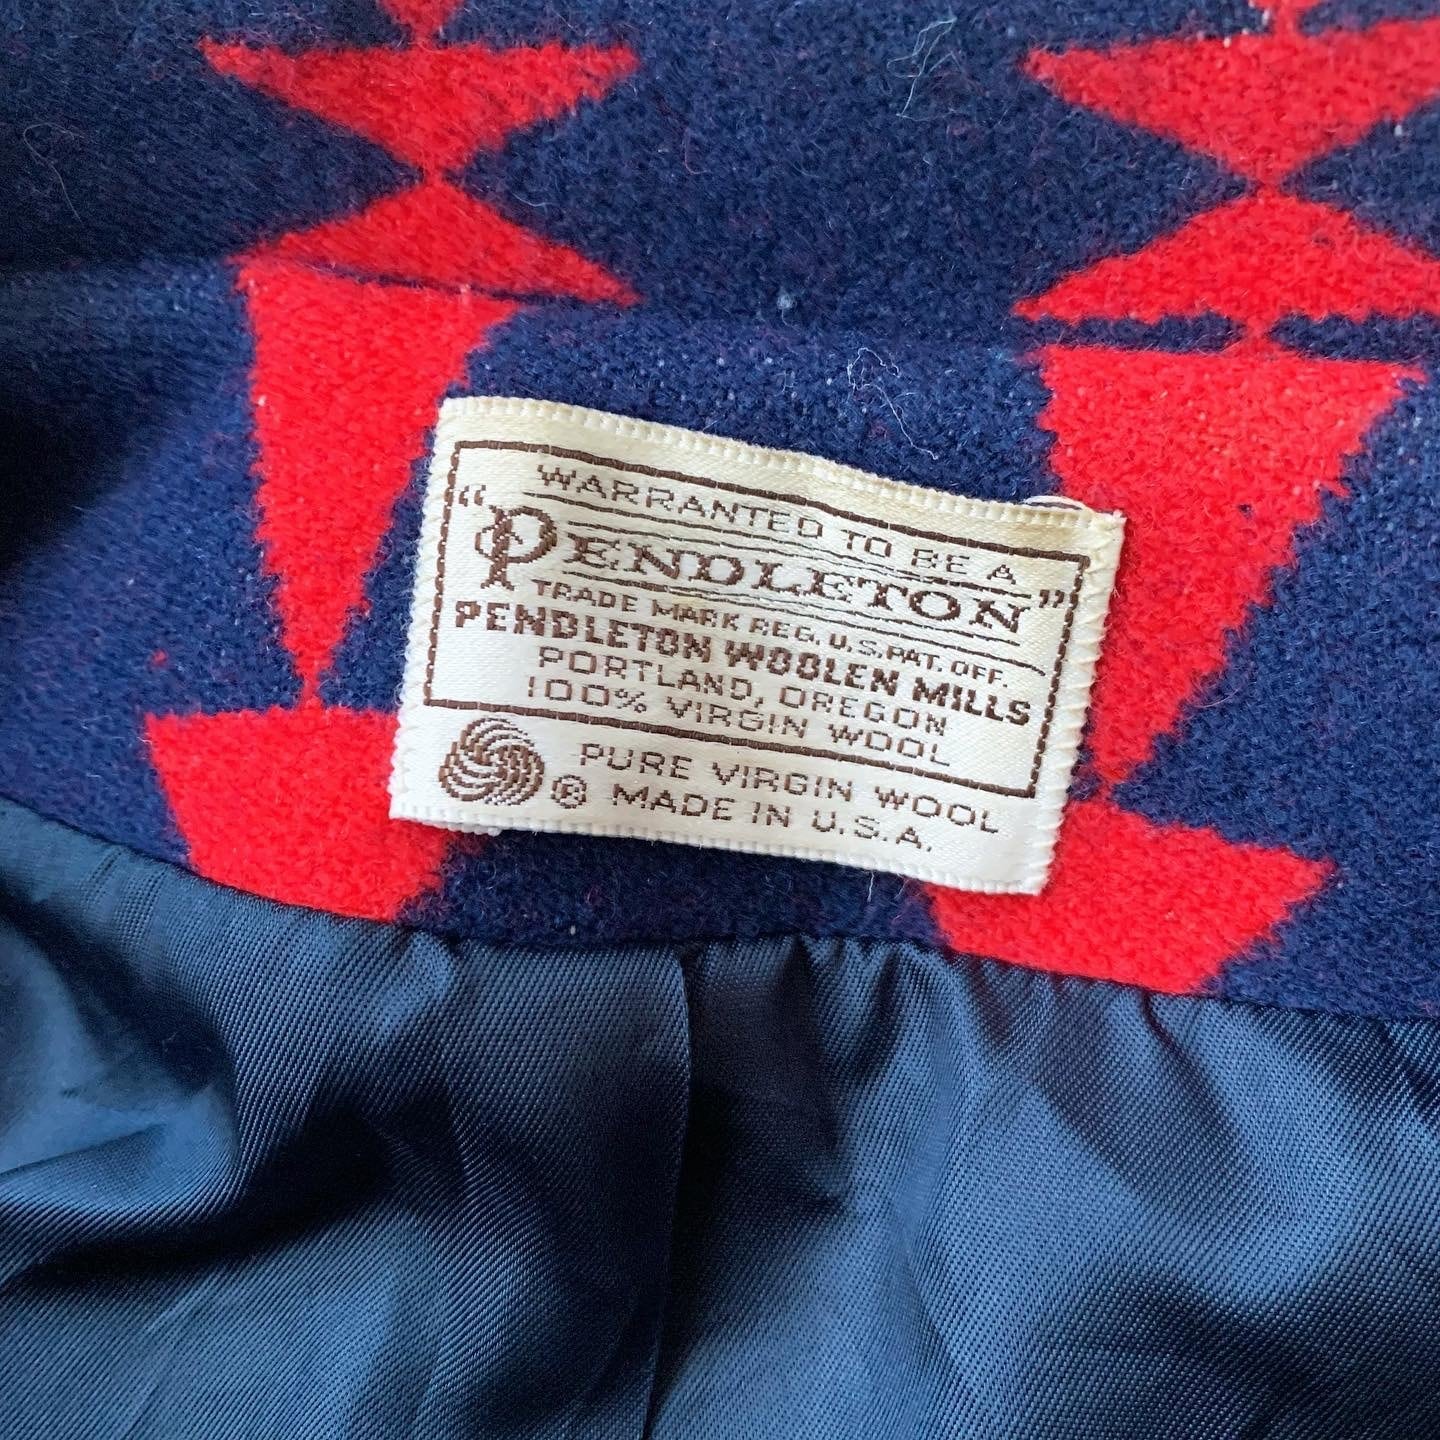 WARRANTED TO BE A
"PENDLETON"
TRADE MARK REG. U.S. PAT. OFF.
PENDLETON WOOLEN MILLS
PORTLAND, OREGON
100% VIRGIN WOOL
PURE VIRGIN WOOL
® MADE IN U.S.A.